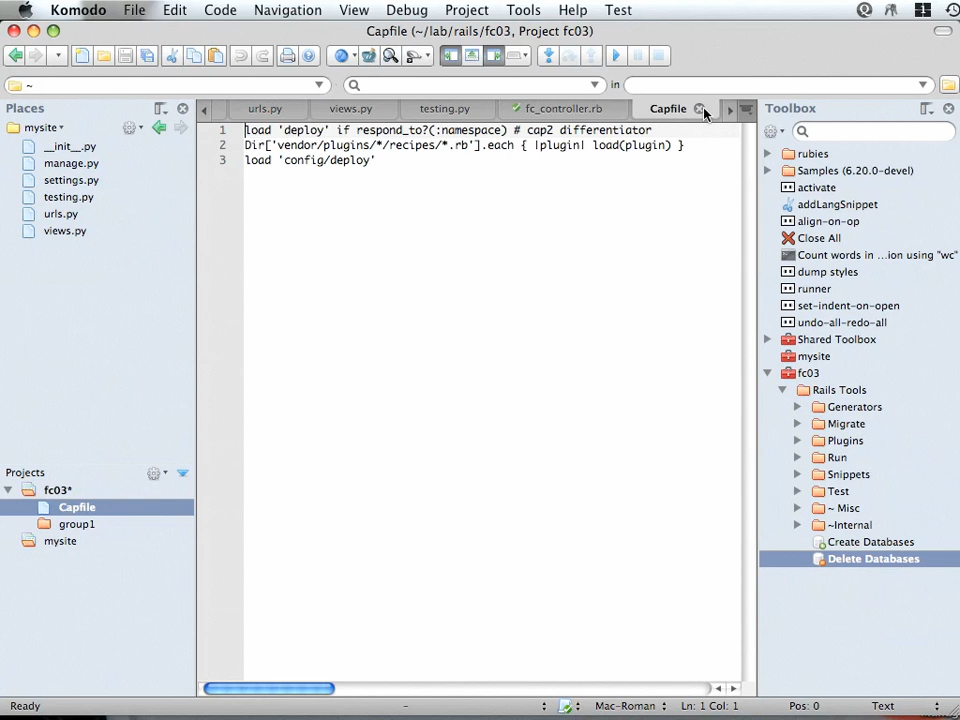 Komodo File Edit Code Navigation View Debug Project Tools Help Test
Capfile (~/lab/rails/fc03, Project fc03)
~ in
Places
mysite
__init__.py
manage.py
settings.py
testing.py
urls.py
views.py
Projects
fc03*
Capfile
group1
mysite
urls.py views.py testing.py fc_controller.rb Capfile
1 load 'deploy' if respond_to?(:namespace) # cap2 differentiator
2 Dir['vendor/plugins/*/recipes/*.rb'].each { |plugin| load(plugin) }
3 load 'config/deploy'
Toolbox
rubies
Samples (6.20.0-devel)
activate
addLangSnippet
align-on-op
Close All
Count words in ...ion using "wc"
dump styles
runner
set-indent-on-open
undo-all-redo-all
Shared Toolbox
mysite
fc03
Rails Tools
Generators
Migrate
Plugins
Run
Snippets
Test
~ Misc
~Internal
Create Databases
Delete Databases
Ready - Mac-Roman Ln: 1 Col: 1 Pos: 0 Text